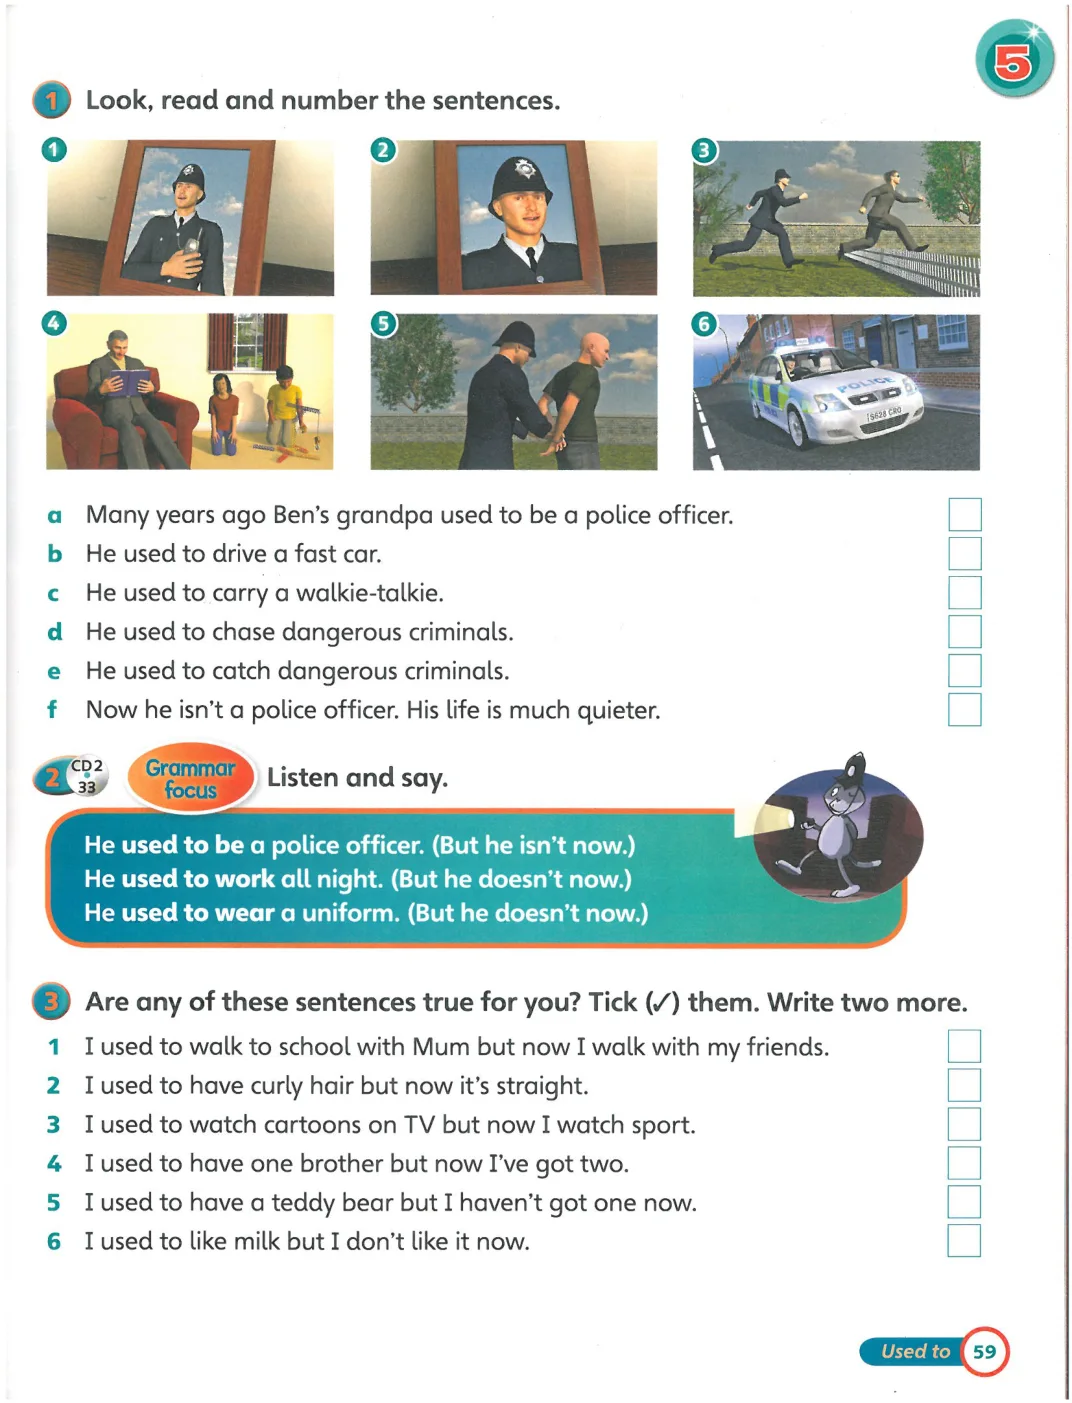 5
1 Look, read and number the sentences.
1
2
3
4
5
6
POLICE
S628 CRO
a Many years ago Ben's grandpa used to be a police officer.
b He used to drive a fast car.
c He used to carry a walkie-talkie.
d He used to chase dangerous criminals.
e He used to catch dangerous criminals.
f Now he isn't a police officer. His life is much quieter.
2 CD2 33 Grammar focus Listen and say.
He used to be a police officer. (But he isn't now.)
He used to work all night. (But he doesn't now.)
He used to wear a uniform. (But he doesn't now.)
3 Are any of these sentences true for you? Tick (✓) them. Write two more.
1 I used to walk to school with Mum but now I walk with my friends.
2 I used to have curly hair but now it's straight.
3 I used to watch cartoons on TV but now I watch sport.
4 I used to have one brother but now I've got two.
5 I used to have a teddy bear but I haven't got one now.
6 I used to like milk but I don't like it now.
Used to 59